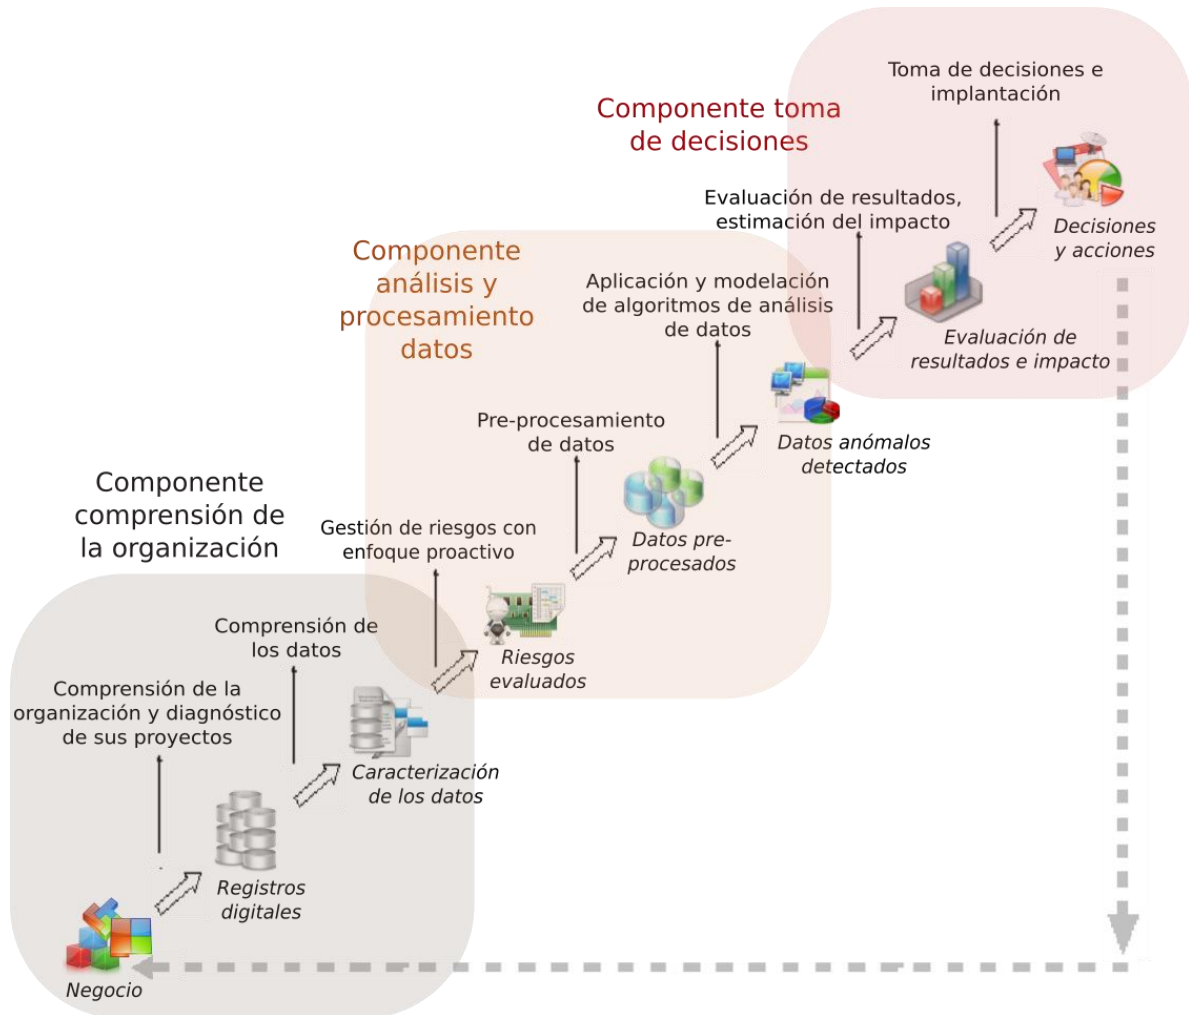 Toma de decisiones e
implantación
Componente toma
de decisiones
Evaluación de resultados,
estimación del impacto
Decisiones
y acciones
Componente
análisis y
procesamiento
datos
Aplicación y modelación
de algoritmos de análisis
de datos
Evaluación de
resultados e impacto
Pre-procesamiento
de datos
Datos anómalos
detectados
Componente
comprensión de
la organización
Gestión de riesgos con
enfoque proactivo
Datos pre-
procesados
Comprensión de
los datos
Riesgos
evaluados
Comprensión de la
organización y diagnóstico
de sus proyectos
Caracterización
de los datos
Registros
digitales
Negocio